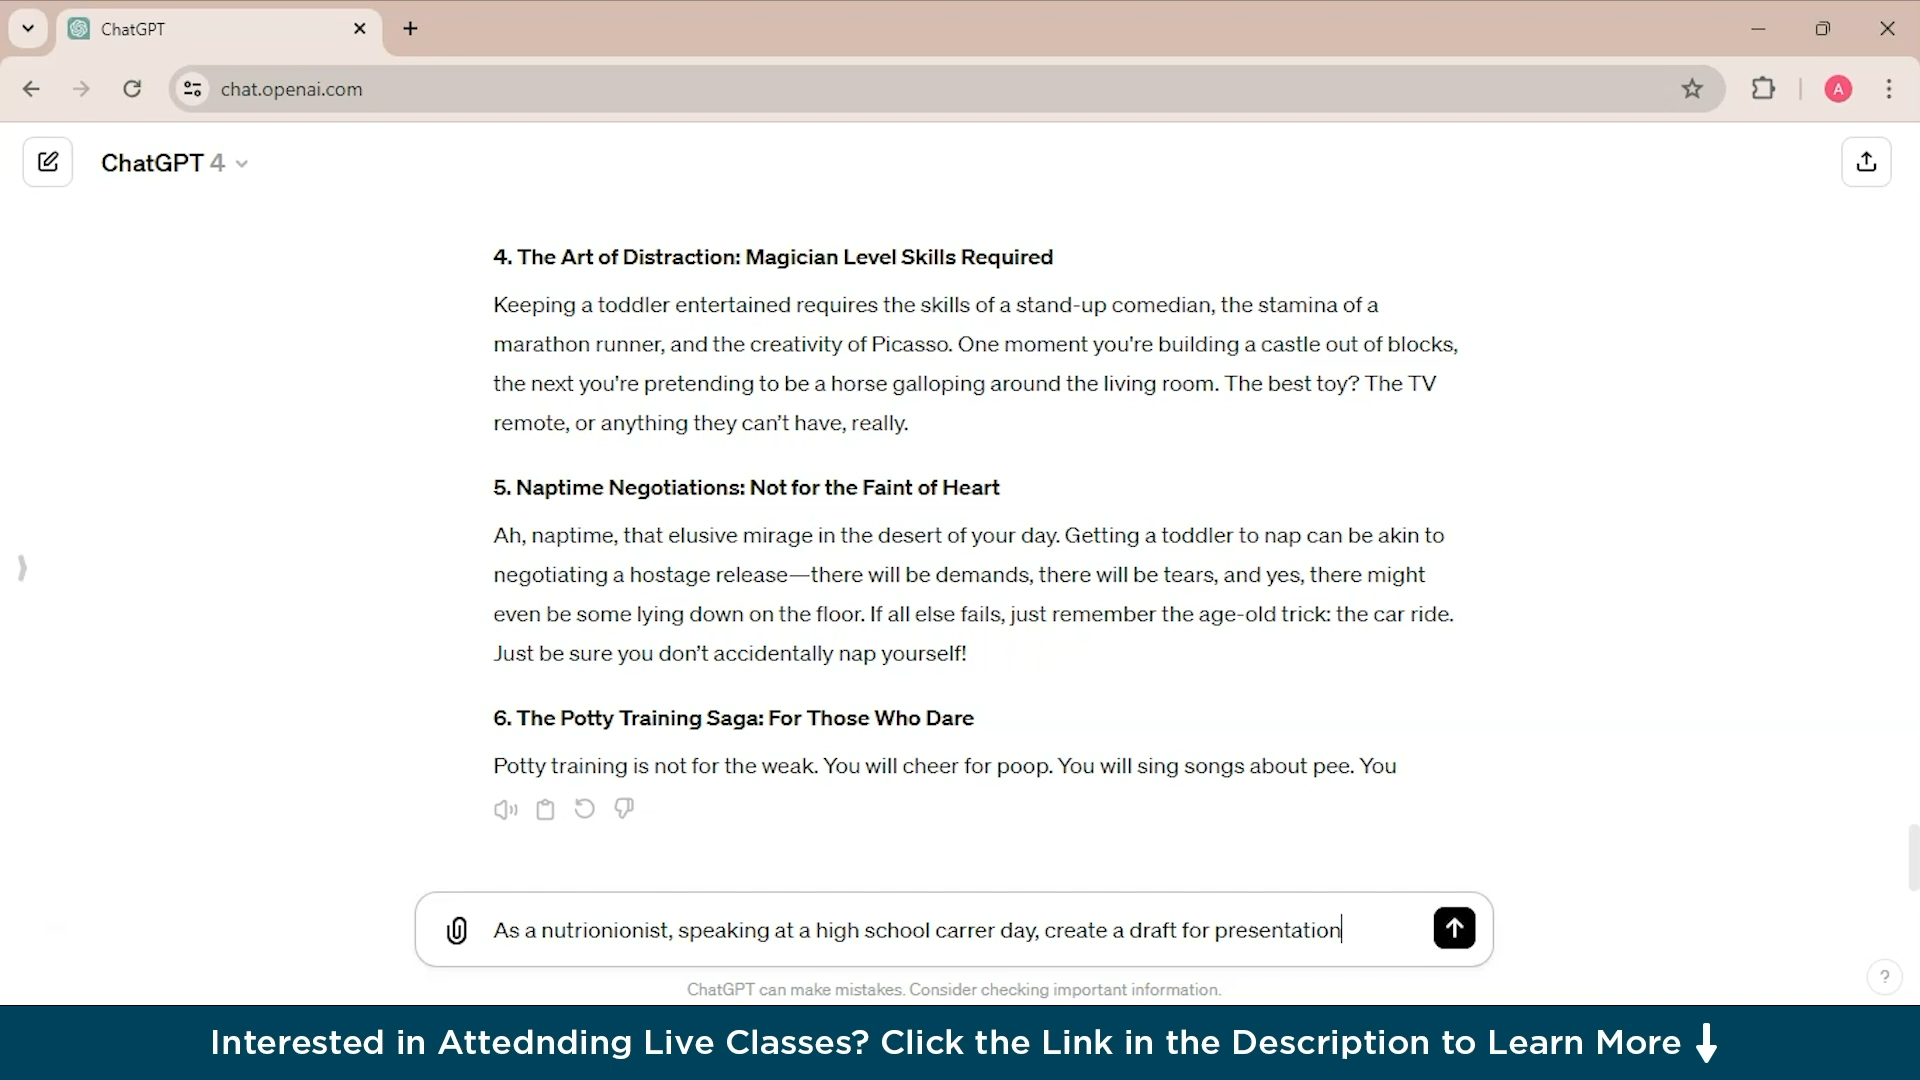 ChatGPT
chat.openai.com
A
ChatGPT 4
4. The Art of Distraction: Magician Level Skills Required
Keeping a toddler entertained requires the skills of a stand-up comedian, the stamina of a
marathon runner, and the creativity of Picasso. One moment you're building a castle out of blocks,
the next you're pretending to be a horse galloping around the living room. The best toy? The TV
remote, or anything they can’t have, really.
5. Naptime Negotiations: Not for the Faint of Heart
Ah, naptime, that elusive mirage in the desert of your day. Getting a toddler to nap can be akin to
negotiating a hostage release—there will be demands, there will be tears, and yes, there might
even be some lying down on the floor. If all else fails, just remember the age-old trick: the car ride.
Just be sure you don’t accidentally nap yourself!
6. The Potty Training Saga: For Those Who Dare
Potty training is not for the weak. You will cheer for poop. You will sing songs about pee. You
As a nutrionionist, speaking at a high school carrer day, create a draft for presentation
ChatGPT can make mistakes. Consider checking important information.
?
Interested in Attednding Live Classes? Click the Link in the Description to Learn More